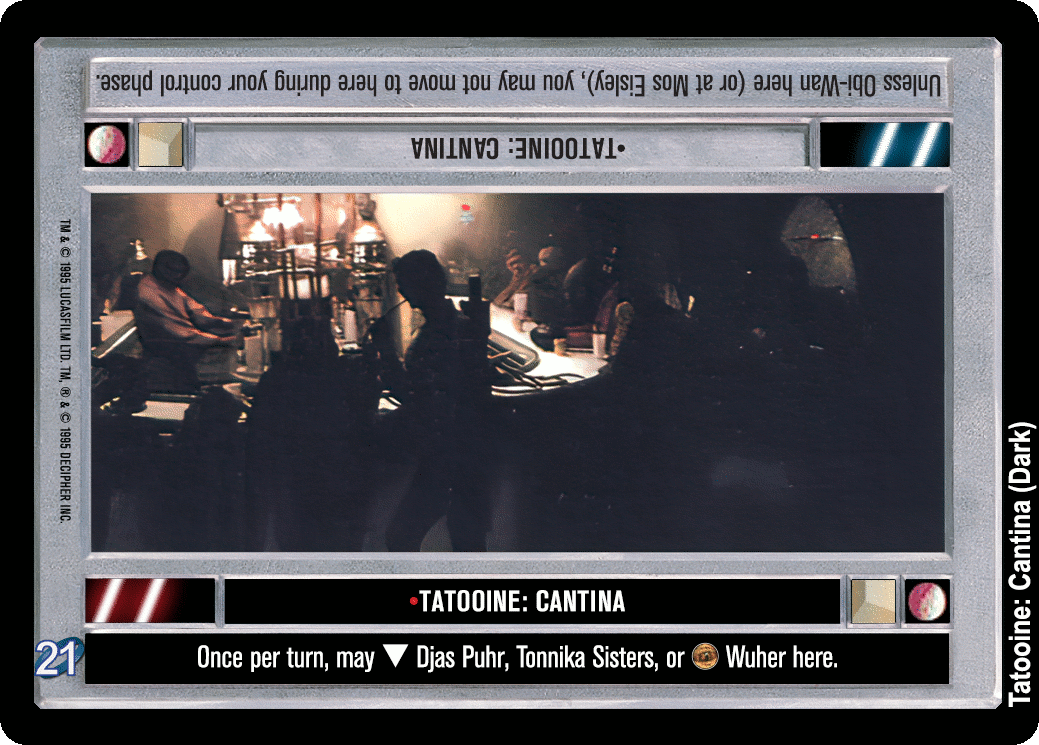 Unless Obi-Wan here (or at Mos Eisley), you may not move to here during your control phase.
•TATOOINE: CANTINA
TM & © 1995 LUCASFILM LTD. TM, ® & © 1995 DECIPHER INC.
•TATOOINE: CANTINA
21
Once per turn, may ▼ Djas Puhr, Tonnika Sisters, or Wuher here.
Tatooine: Cantina (Dark)